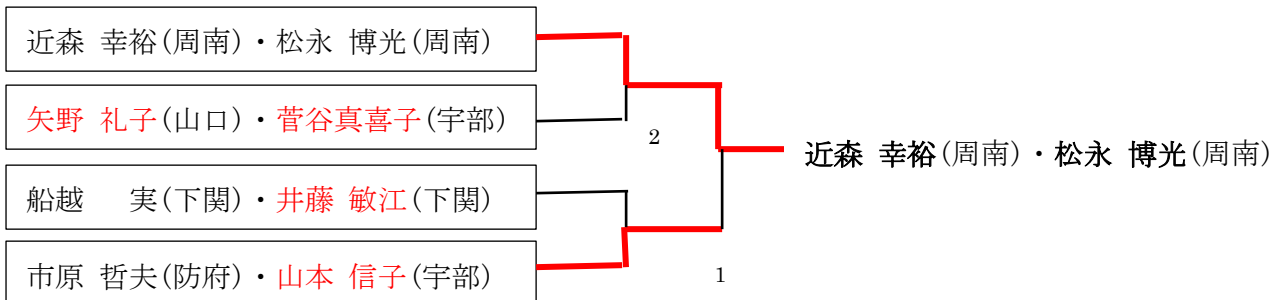 近森 幸裕(周南)・松永 博光(周南)
矢野 礼子(山口)・菅谷真喜子(宇部)
2
近森 幸裕(周南)・松永 博光(周南)
船越　実(下関)・井藤 敏江(下関)
市原 哲夫(防府)・山本 信子(宇部)
1